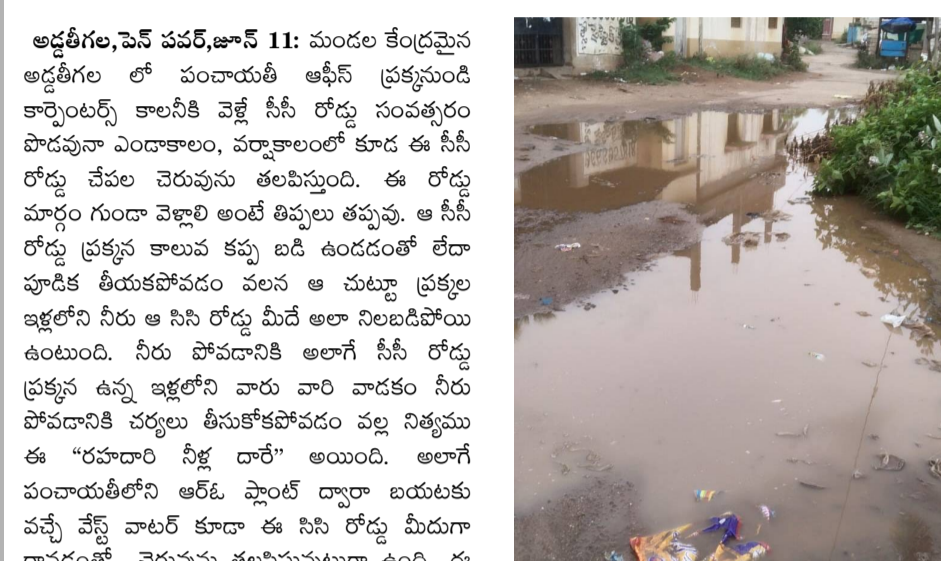 అడ్డతీగల,పెన్ పవర్,జూన్ 11: మండల కేంద్రమైన
అడ్డతీగల లో పంచాయతీ ఆఫీస్ ప్రక్కనుండి
కార్పెంటర్స్ కాలనీకి వెళ్లే సీసీ రోడ్డు సంవత్సరం
పొడవునా ఎండాకాలం, వర్షాకాలంలో కూడ ఈ సీసీ
రోడ్డు చేపల చెరువును తలపిస్తుంది. ఈ రోడ్డు
మార్గం గుండా వెళ్లాలి అంటే తిప్పలు తప్పవు. ఆ సీసీ
రోడ్డు ప్రక్కన కాలువ కప్ప బడి ఉండడంతో లేదా
పూడిక తీయకపోవడం వలన ఆ చుట్టూ ప్రక్కల
ఇళ్లలోని నీరు ఆ సిసి రోడ్డు మీదే అలా నిలబడిపోయి
ఉంటుంది. నీరు పోవడానికి అలాగే సీసీ రోడ్డు
ప్రక్కన ఉన్న ఇళ్లలోని వారు వారి వాడకం నీరు
పోవడానికి చర్యలు తీసుకోకపోవడం వల్ల నిత్యము
ఈ “రహదారి నీళ్ల దారే” అయింది. అలాగే
పంచాయతీలోని ఆర్ఓ ప్లాంట్ ద్వారా బయటకు
వచ్చే వేస్ట్ వాటర్ కూడా ఈ సిసి రోడ్డు మీదుగా